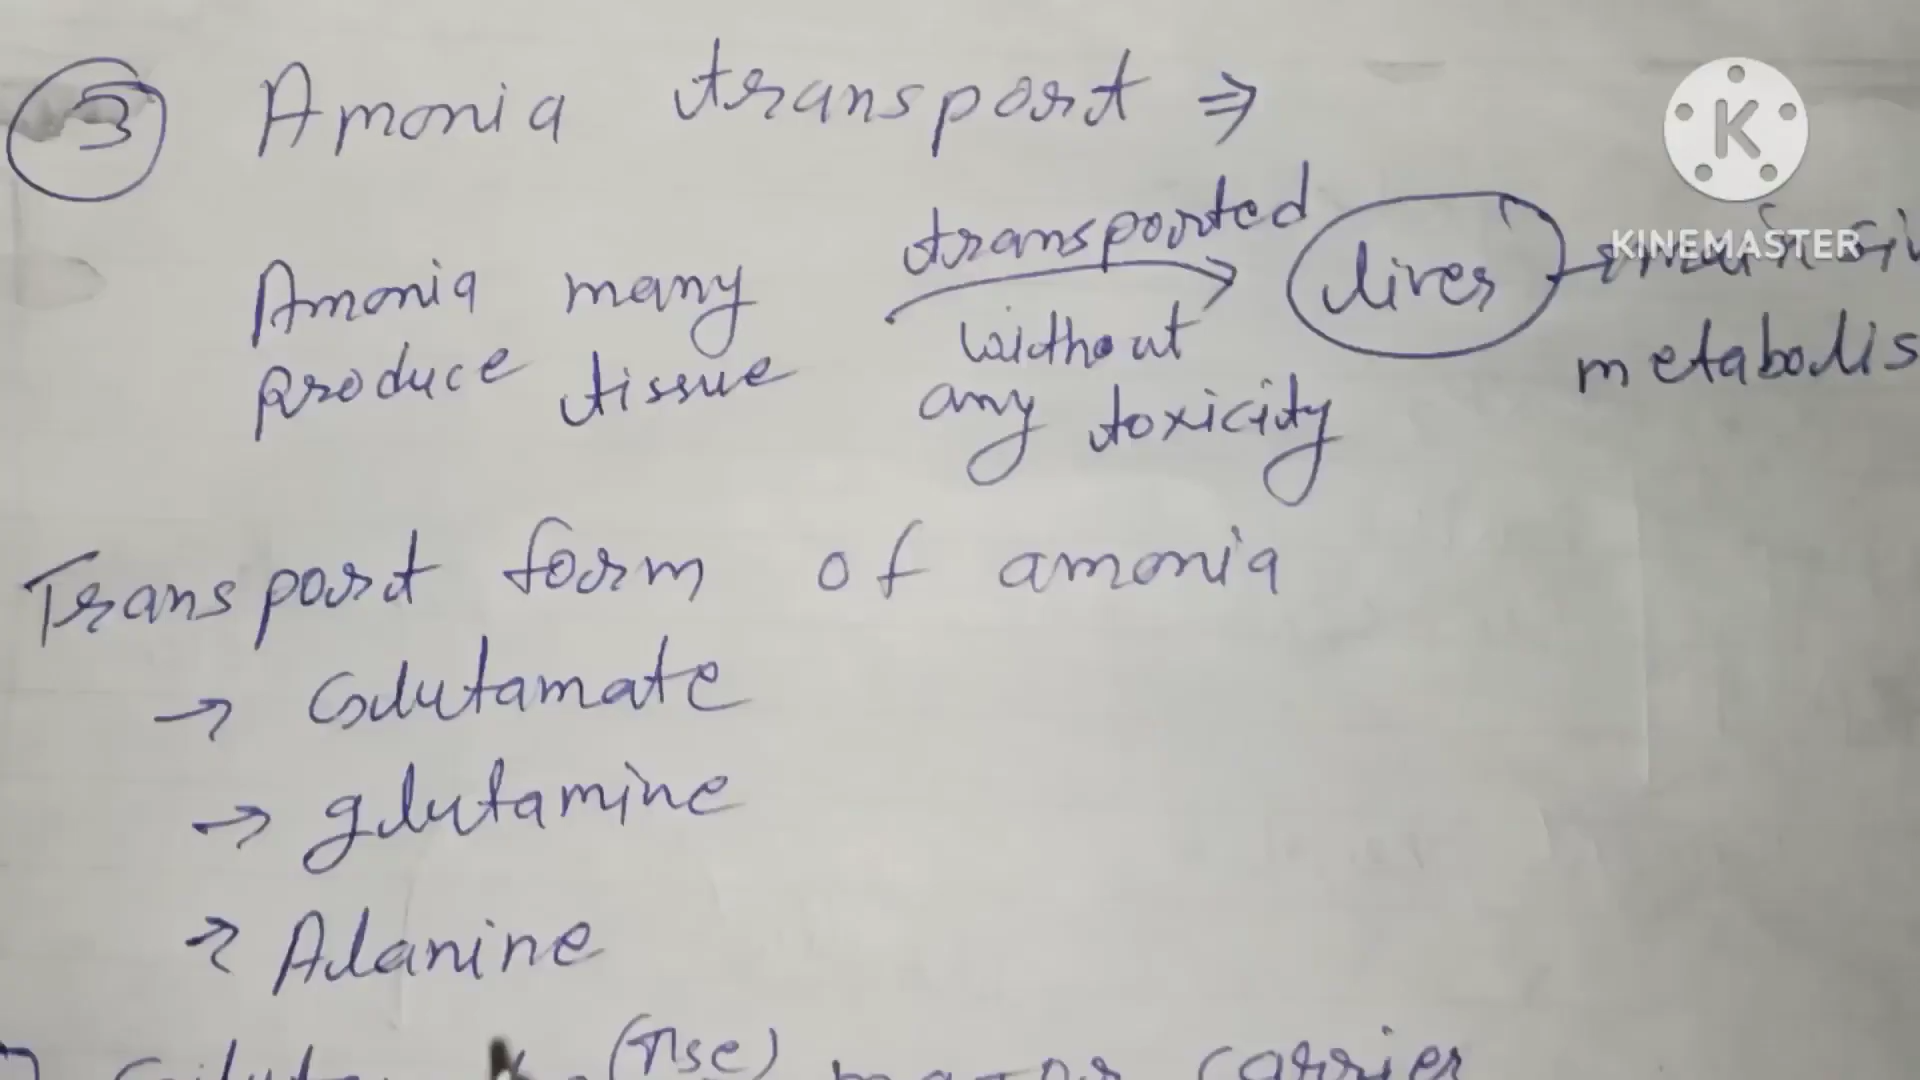 3 Amonia transport ⇒
Amonia many
produce tissue
transported
without
any toxicity
liver →
metabolis
K
KINEMASTER
Transport form of amonia
→ Glutamate
→ glutamine
→ Alanine
major carrier